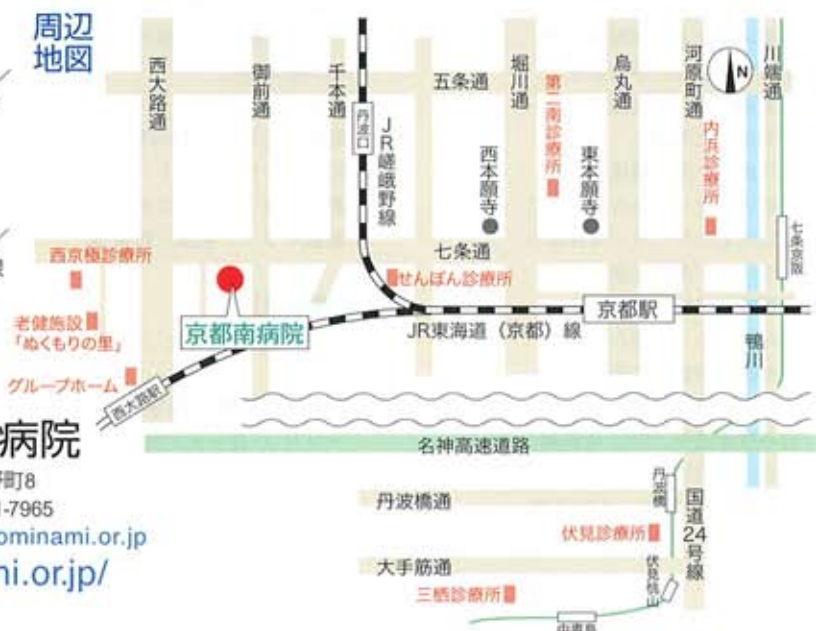 周辺
地図
西大路通
御前通
千本通
五条通
堀川通
烏丸通
河原町通
川端通
N
丹波口
JR嵯峨野線
西本願寺
第二南診療所
東本願寺
内浜診療所
七条京阪
七条通
西京極診療所
せんぽん診療所
京都駅
老健施設
「ぬくもりの里」
京都南病院
JR東海道（京都）線
鴨川
グループホーム
西大路駅
病院
町8
-7965
ominami.or.jp
ni.or.jp/
名神高速道路
丹波橋通
丹波橋
国道24号線
伏見診療所
大手筋通
伏見桃山
三栖診療所
中書島